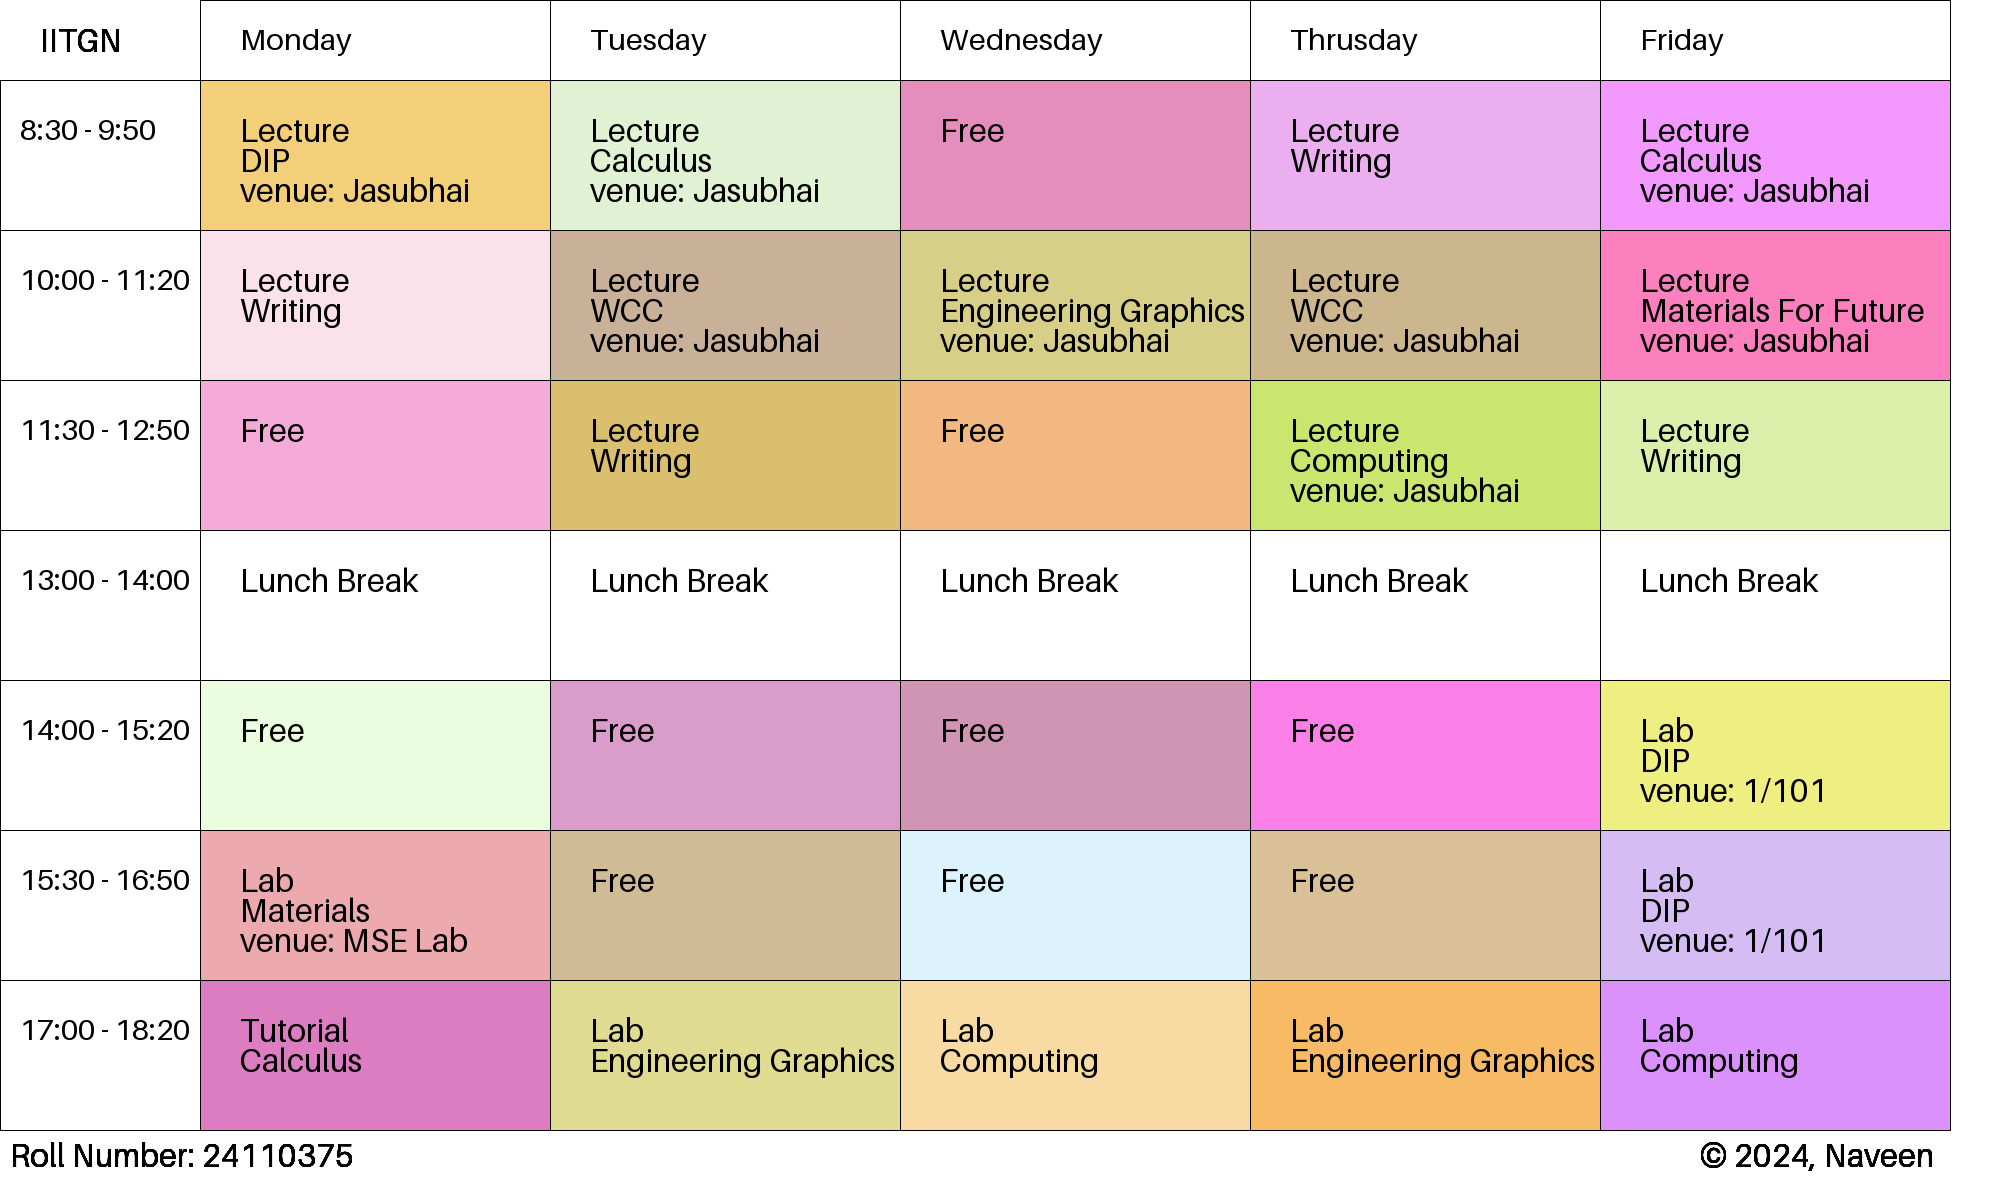 IITGN Monday Tuesday Wednesday Thrusday Friday
8:30 - 9:50
Lecture
DIP
venue: Jasubhai
Lecture
Calculus
venue: Jasubhai
Free
Lecture
Writing
Lecture
Calculus
venue: Jasubhai
10:00 - 11:20
Lecture
Writing
Lecture
WCC
venue: Jasubhai
Lecture
Engineering Graphics
venue: Jasubhai
Lecture
WCC
venue: Jasubhai
Lecture
Materials For Future
venue: Jasubhai
11:30 - 12:50
Free
Lecture
Writing
Free
Lecture
Computing
venue: Jasubhai
Lecture
Writing
13:00 - 14:00
Lunch Break
Lunch Break
Lunch Break
Lunch Break
Lunch Break
14:00 - 15:20
Free
Free
Free
Free
Lab
DIP
venue: 1/101
15:30 - 16:50
Lab
Materials
venue: MSE Lab
Free
Free
Free
Lab
DIP
venue: 1/101
17:00 - 18:20
Tutorial
Calculus
Lab
Engineering Graphics
Lab
Computing
Lab
Engineering Graphics
Lab
Computing
Roll Number: 24110375
© 2024, Naveen